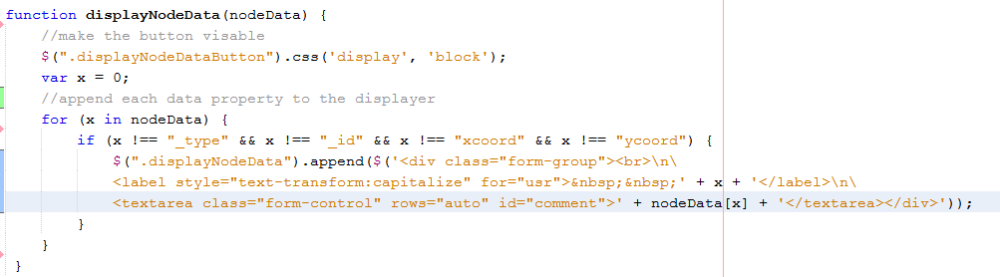 function displayNodeData(nodeData) {
//make the button visable
$(".displayNodeDataButton").css('display', 'block');
var x = 0;
//append each data property to the displayer
for (x in nodeData) {
if (x !== "_type" && x !== "_id" && x !== "xcoord" && x !== "ycoord") {
$(".displayNodeData").append($('<div class="form-group"><br>\n\
<label style="text-transform:capitalize" for="usr">&nbsp;&nbsp;' + x + '</label>\n\
<textarea class="form-control" rows="auto" id="comment">' + nodeData[x] + '</textarea></div>'));
}
}
}